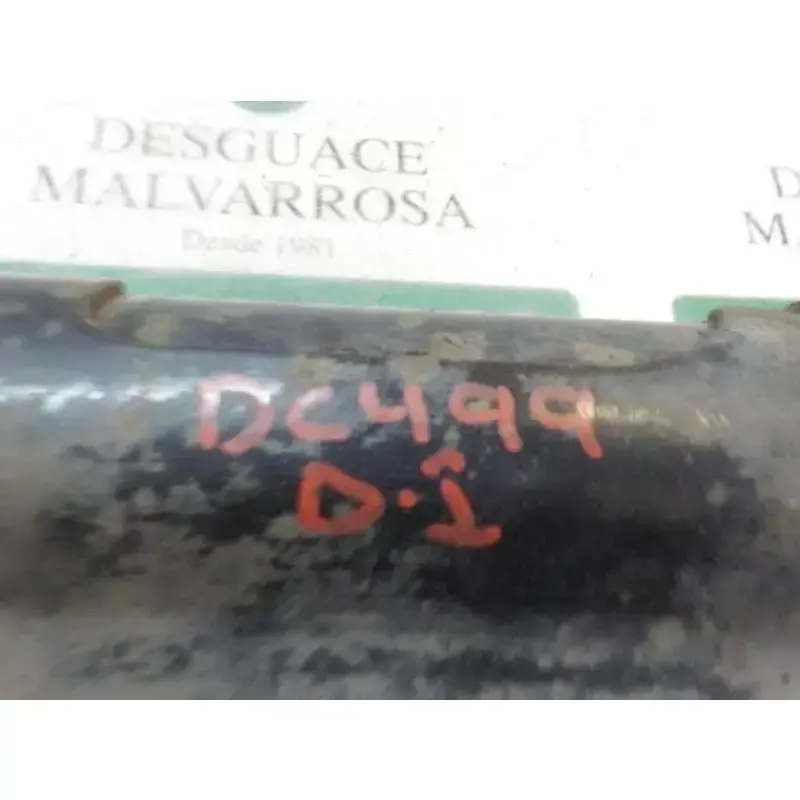 DESGUACE
MALVARROSA
Desde 1981
DC499
D.I